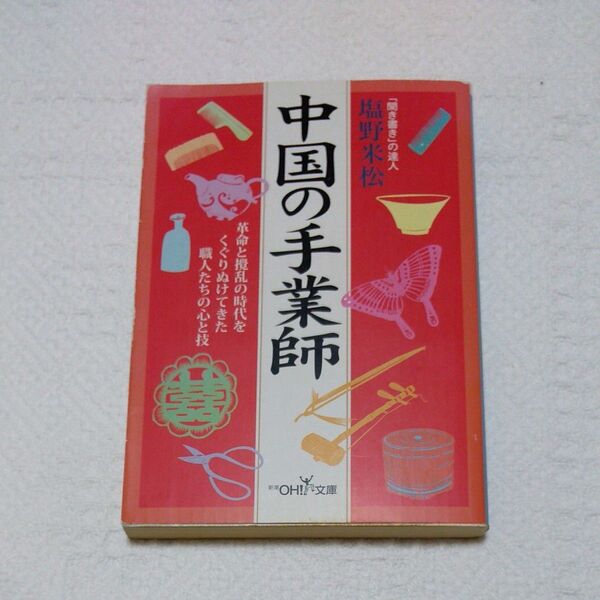 「聞き書き」の達人
塩野米松
中国の手業師
革命と攪乱の時代を
くぐりぬけてきた
職人たちの心と技
囍
新潮OH!文庫